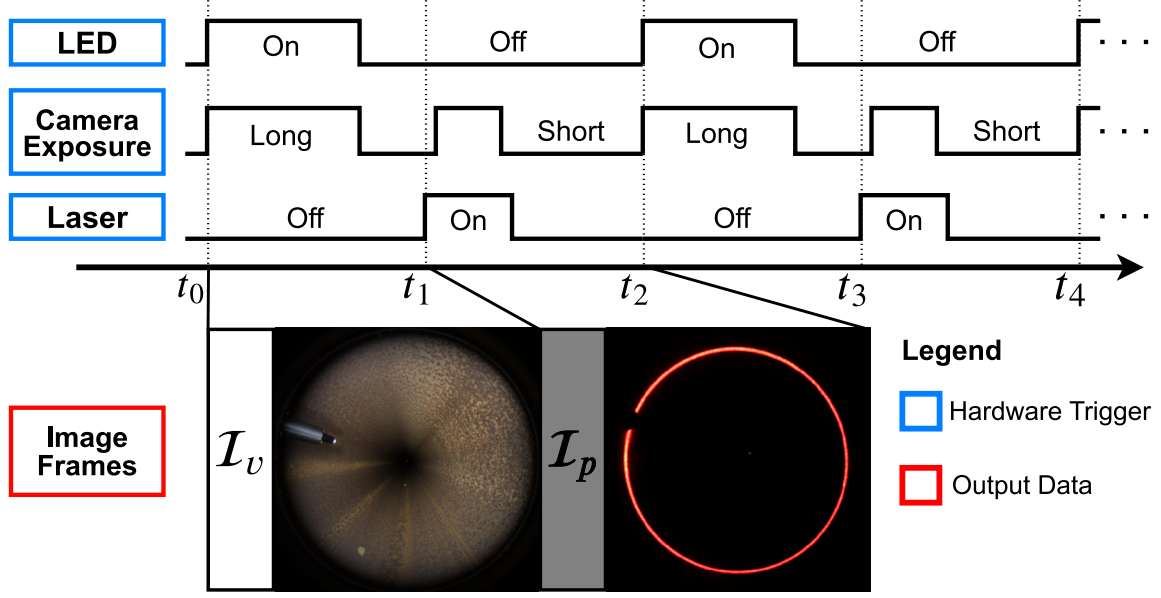 LED
On
Off
On
Off
. . .
Camera
Exposure
Long
Short
Long
Short
. . .
Laser
Off
On
Off
On
. . .
t0
t1
t2
t3
t4
Image
Frames
Iv
Ip
Legend
Hardware Trigger
Output Data